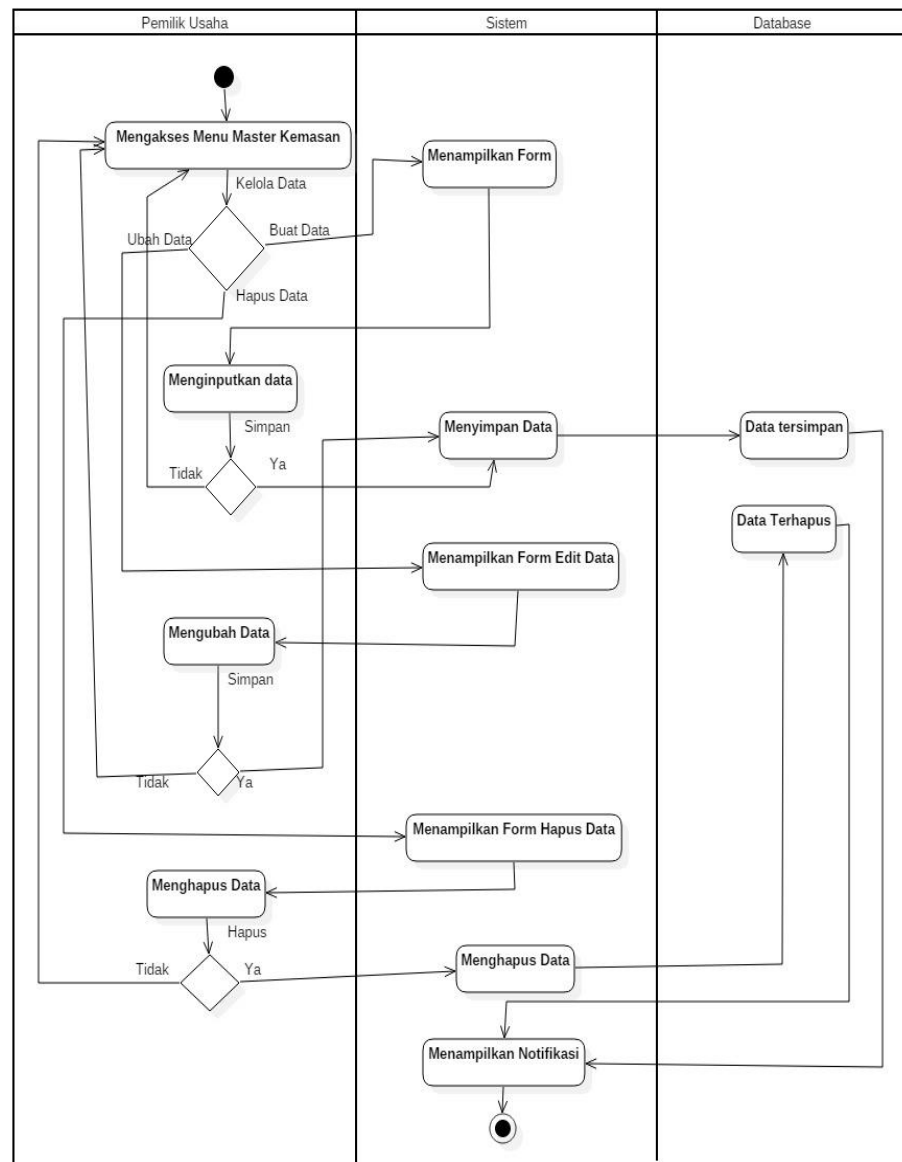 Pemilik Usaha
Sistem
Database
Mengakses Menu Master Kemasan
Menampilkan Form
Kelola Data
Buat Data
Ubah Data
Hapus Data
Menginputkan data
Simpan
Ya
Tidak
Menyimpan Data
Data tersimpan
Data Terhapus
Menampilkan Form Edit Data
Mengubah Data
Simpan
Tidak
Ya
Menampilkan Form Hapus Data
Menghapus Data
Hapus
Tidak
Ya
Menghapus Data
Menampilkan Notifikasi